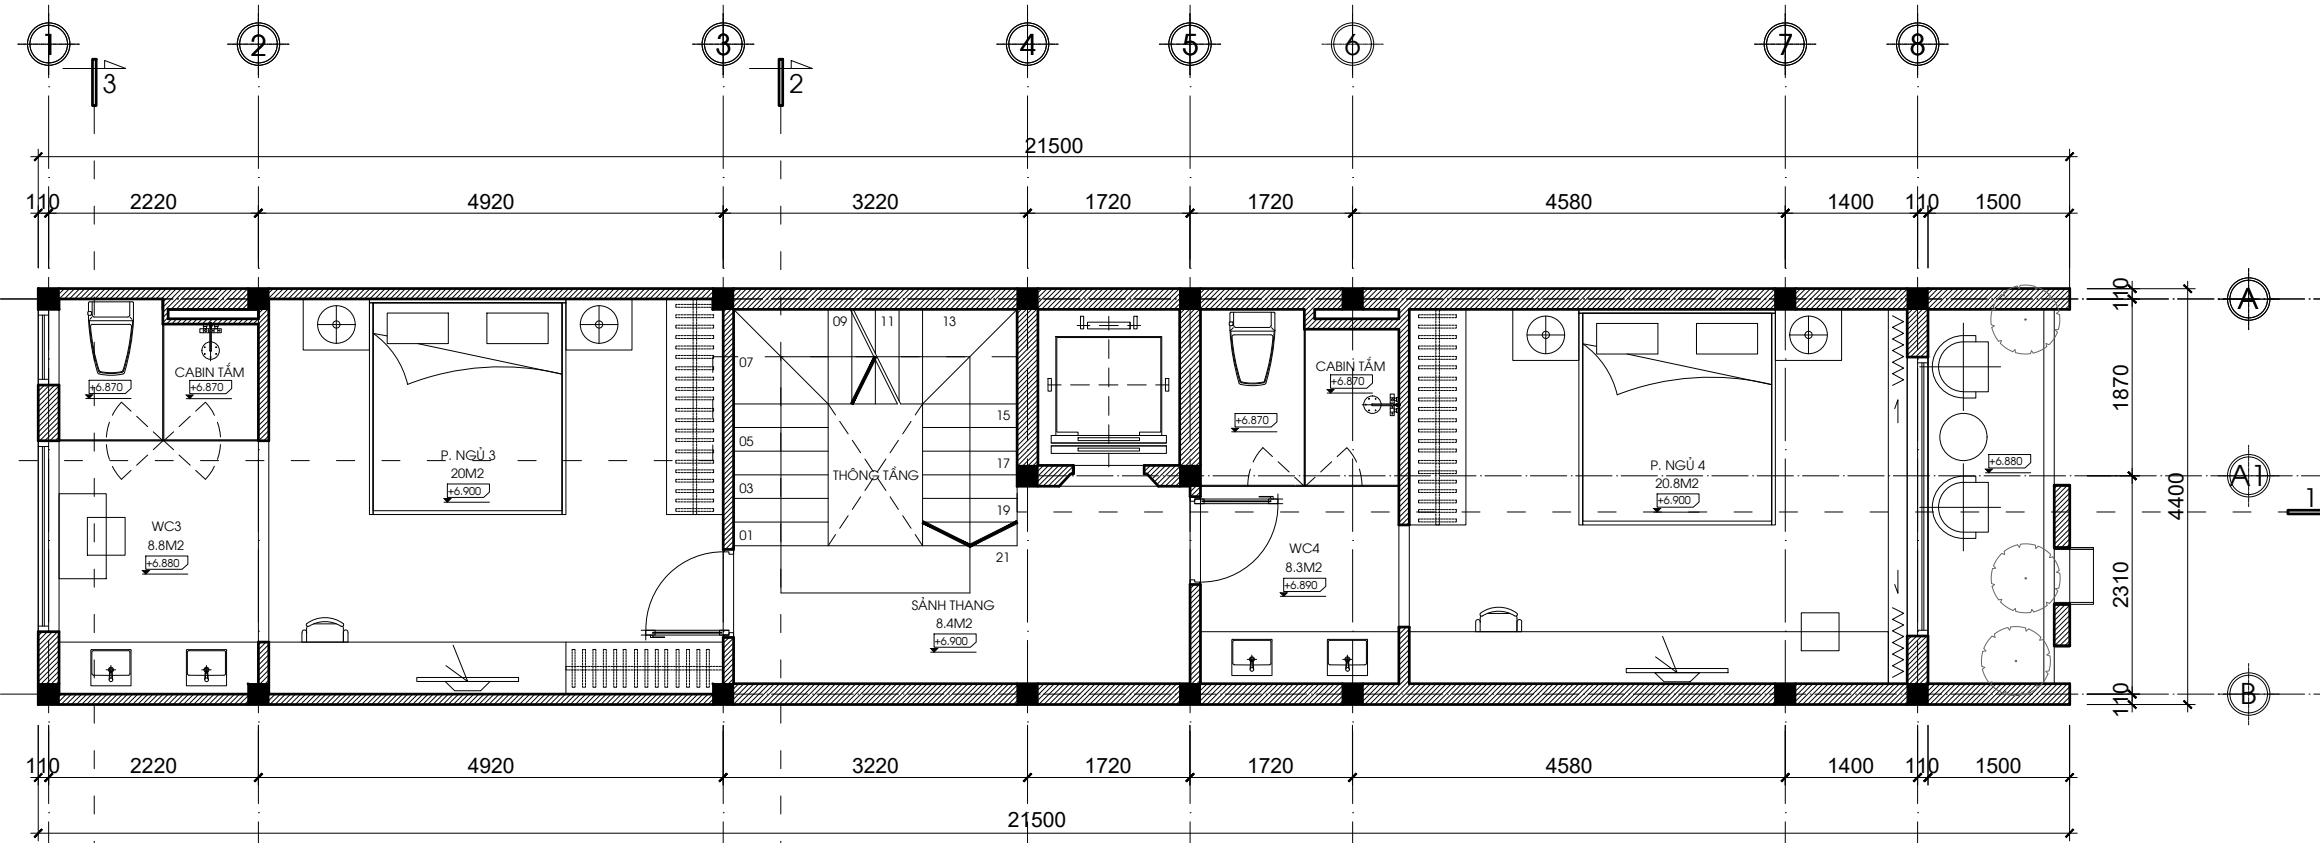 1 2 3 4 5 6 7 8
3 2
21500
110 2220 4920 3220 1720 1720 4580 1400 110 1500
A
A1
B
110
1870
2310
110
4400
1
CABIN TẮM
+6.870
+6.870
P. NGỦ 3
20M2
+6.900
WC3
8.8M2
+6.880
09 11 13
07
15
05
17
03
19
01
21
THÔNG TẦNG
SẢNH THANG
8.4M2
+6.900
CABIN TẮM
+6.870
+6.870
WC4
8.3M2
+6.890
P. NGỦ 4
20.8M2
+6.900
+6.880
110 2220 4920 3220 1720 1720 4580 1400 110 1500
21500